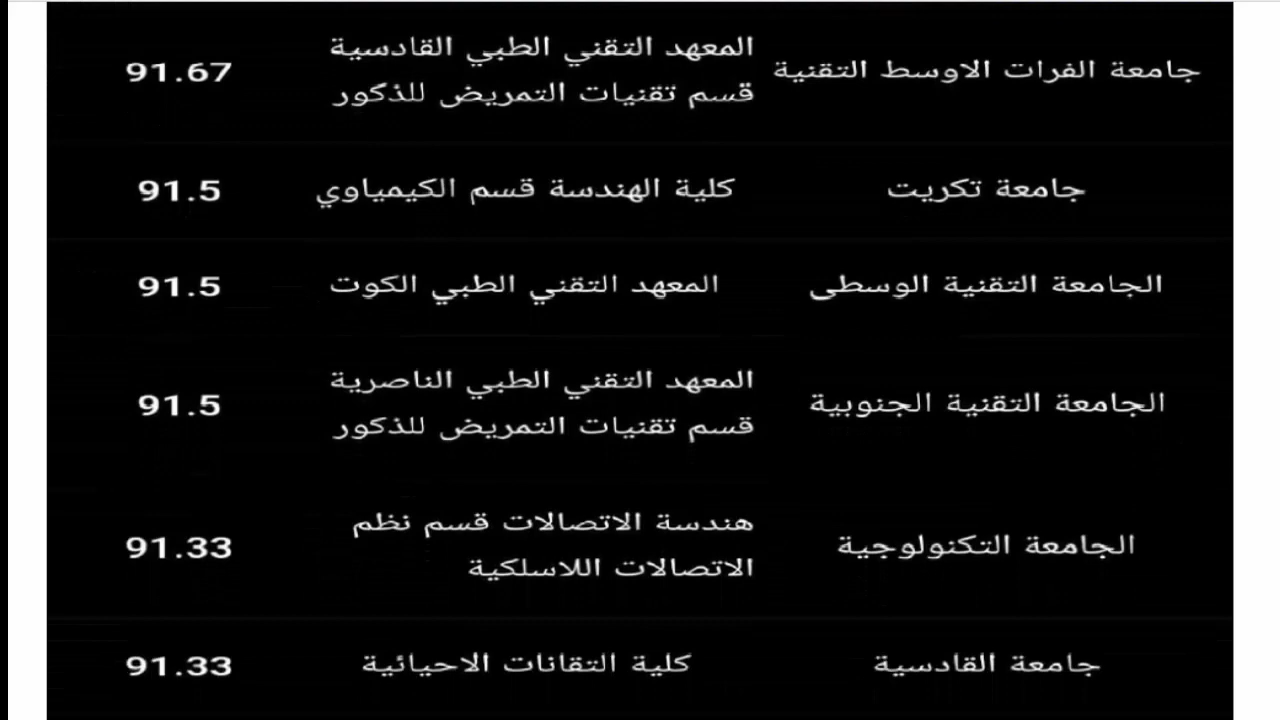 جامعة الفرات الاوسط التقنية
المعهد التقني الطبي القادسية
قسم تقنيات التمريض للذكور
91.67
جامعة تكريت
كلية الهندسة قسم الكيمياوي
91.5
الجامعة التقنية الوسطى
المعهد التقني الطبي الكوت
91.5
الجامعة التقنية الجنوبية
المعهد التقني الطبي الناصرية
قسم تقنيات التمريض للذكور
91.5
الجامعة التكنولوجية
هندسة الاتصالات قسم نظم
الاتصالات اللاسلكية
91.33
جامعة القادسية
كلية التقانات الاحيائية
91.33